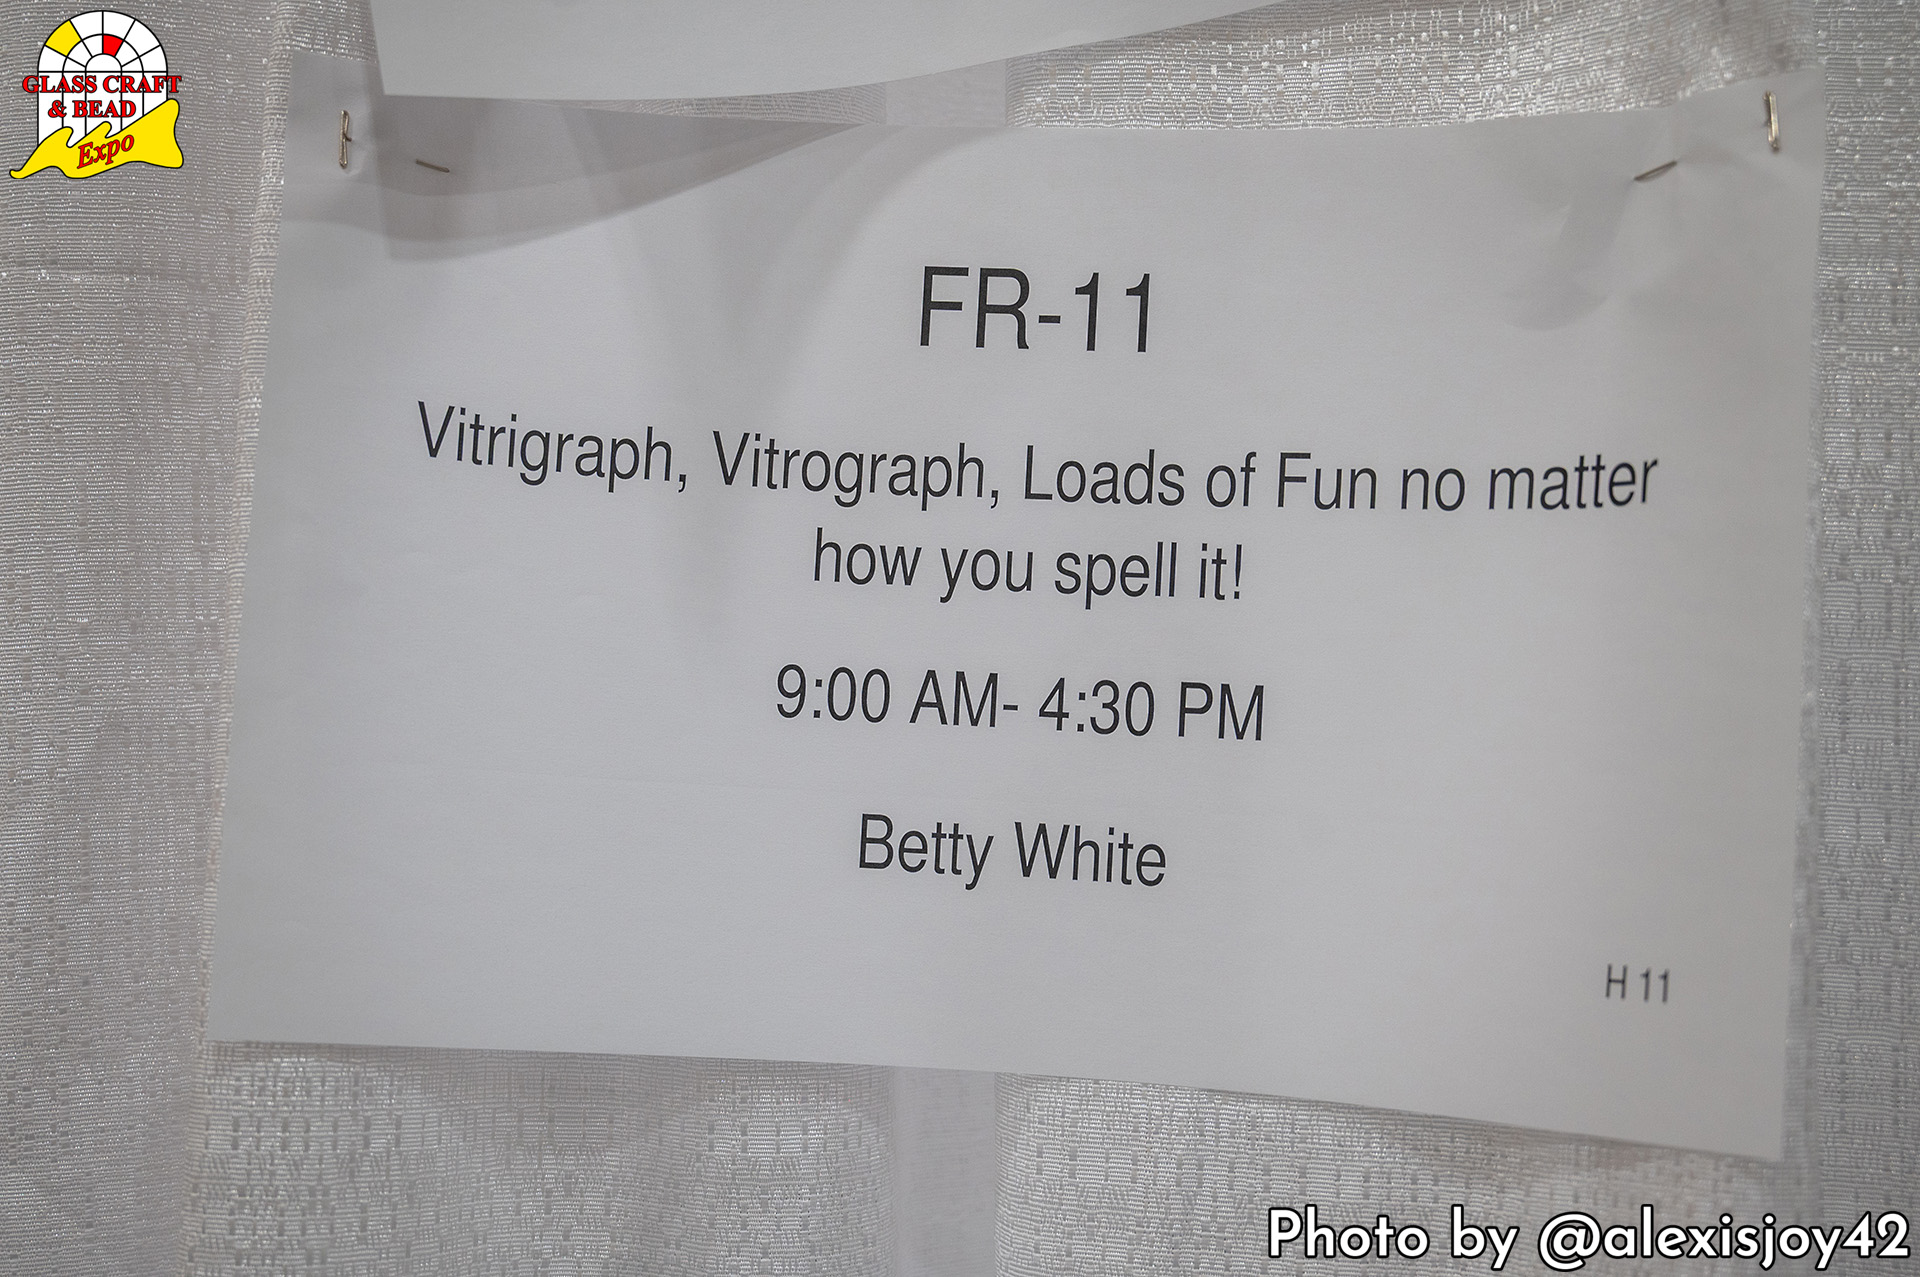 GLASS CRAFT
& BEAD
Expo
FR-11
Vitrigraph, Vitrograph, Loads of Fun no matter
how you spell it!
9:00 AM- 4:30 PM
Betty White
H 11
Photo by @alexisjoy42